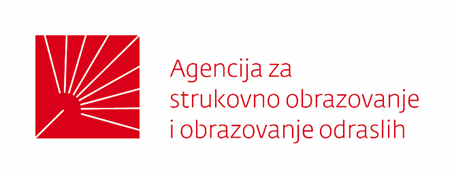 Agencija za
strukovno obrazovanje
i obrazovanje odraslih